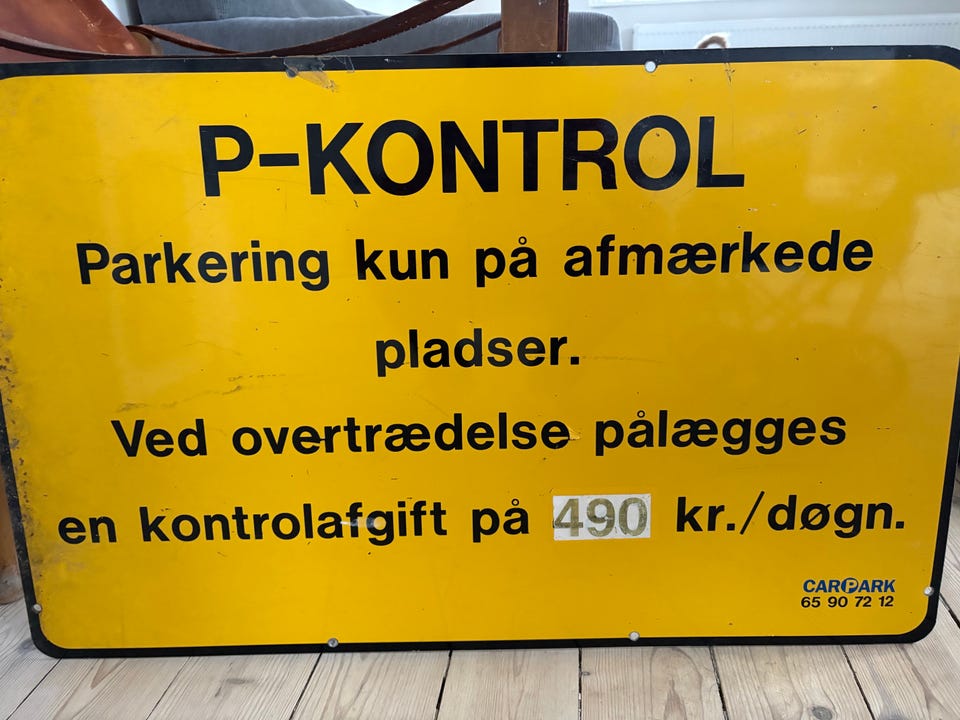 P-KONTROL
Parkering kun på afmærkede
pladser.
Ved overtrædelse pålægges
en kontrolafgift på 490 kr./døgn.
CARPARK
65 90 72 12